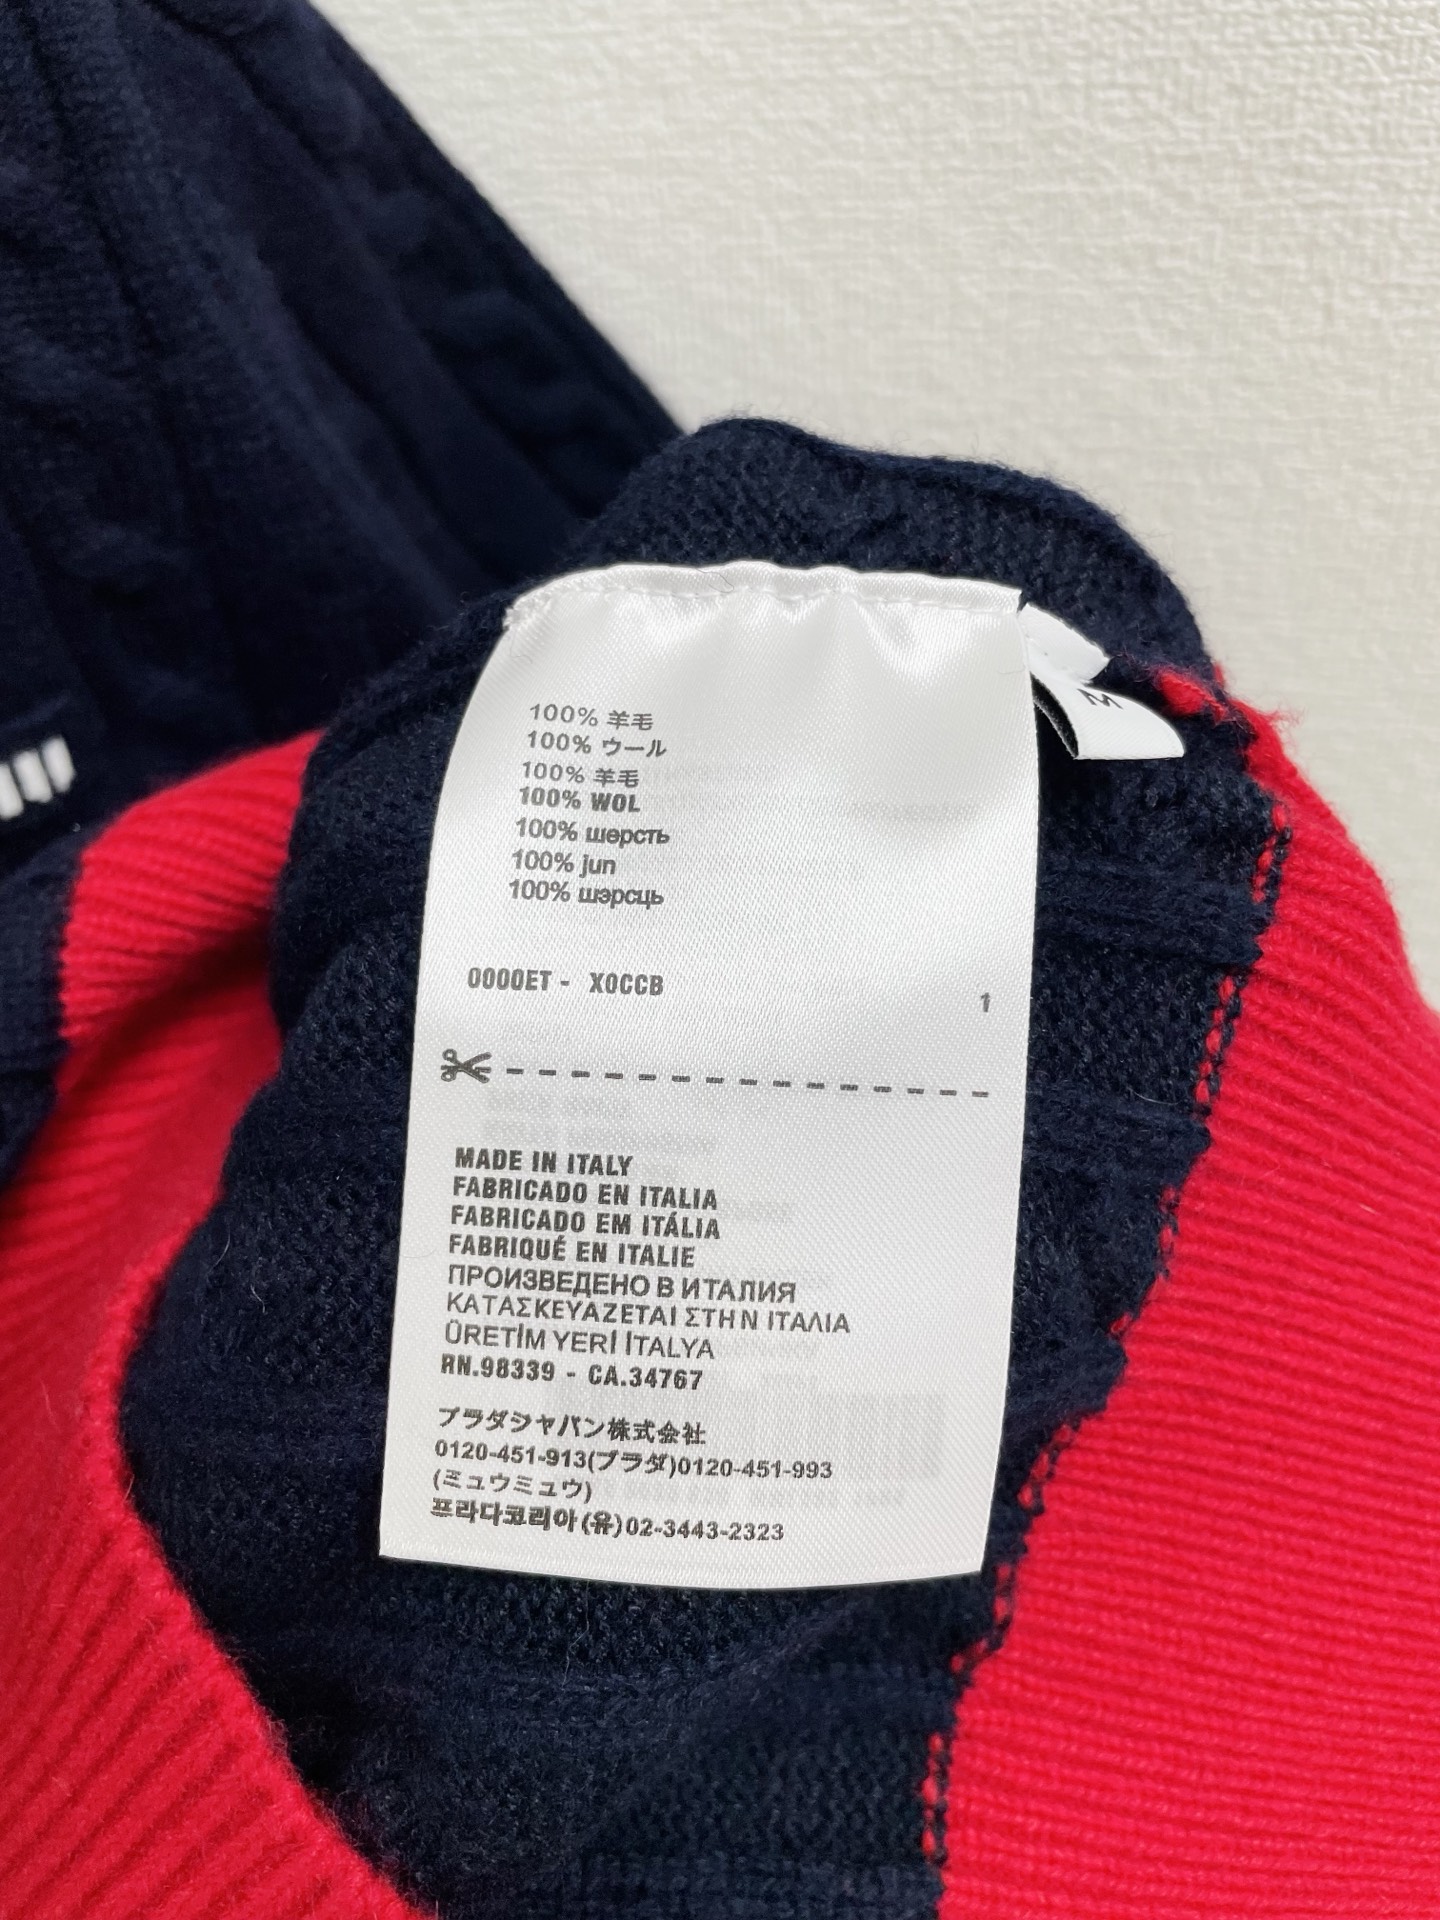 100% 羊毛
100% ウール
100% 羊毛
100% WOL
100% шерсть
100% jun
100% шэрсць
0000ET - X0CCB
1
MADE IN ITALY
FABRICADO EN ITALIA
FABRICADO EM ITÁLIA
FABRIQUÉ EN ITALIE
ПРОИЗВЕДЕНО В ИТАЛИЯ
ΚΑΤΑΣΚΕΥΑΖΕΤΑΙ ΣΤΗΝ ΙΤΑΛΙΑ
ÜRETİM YERİ İTALYA
RN.98339 - CA.34767
プラダジャパン株式会社
0120-451-913(プラダ)0120-451-993
(ミュウミュウ)
프라다코리아(유)02-3443-2323
M